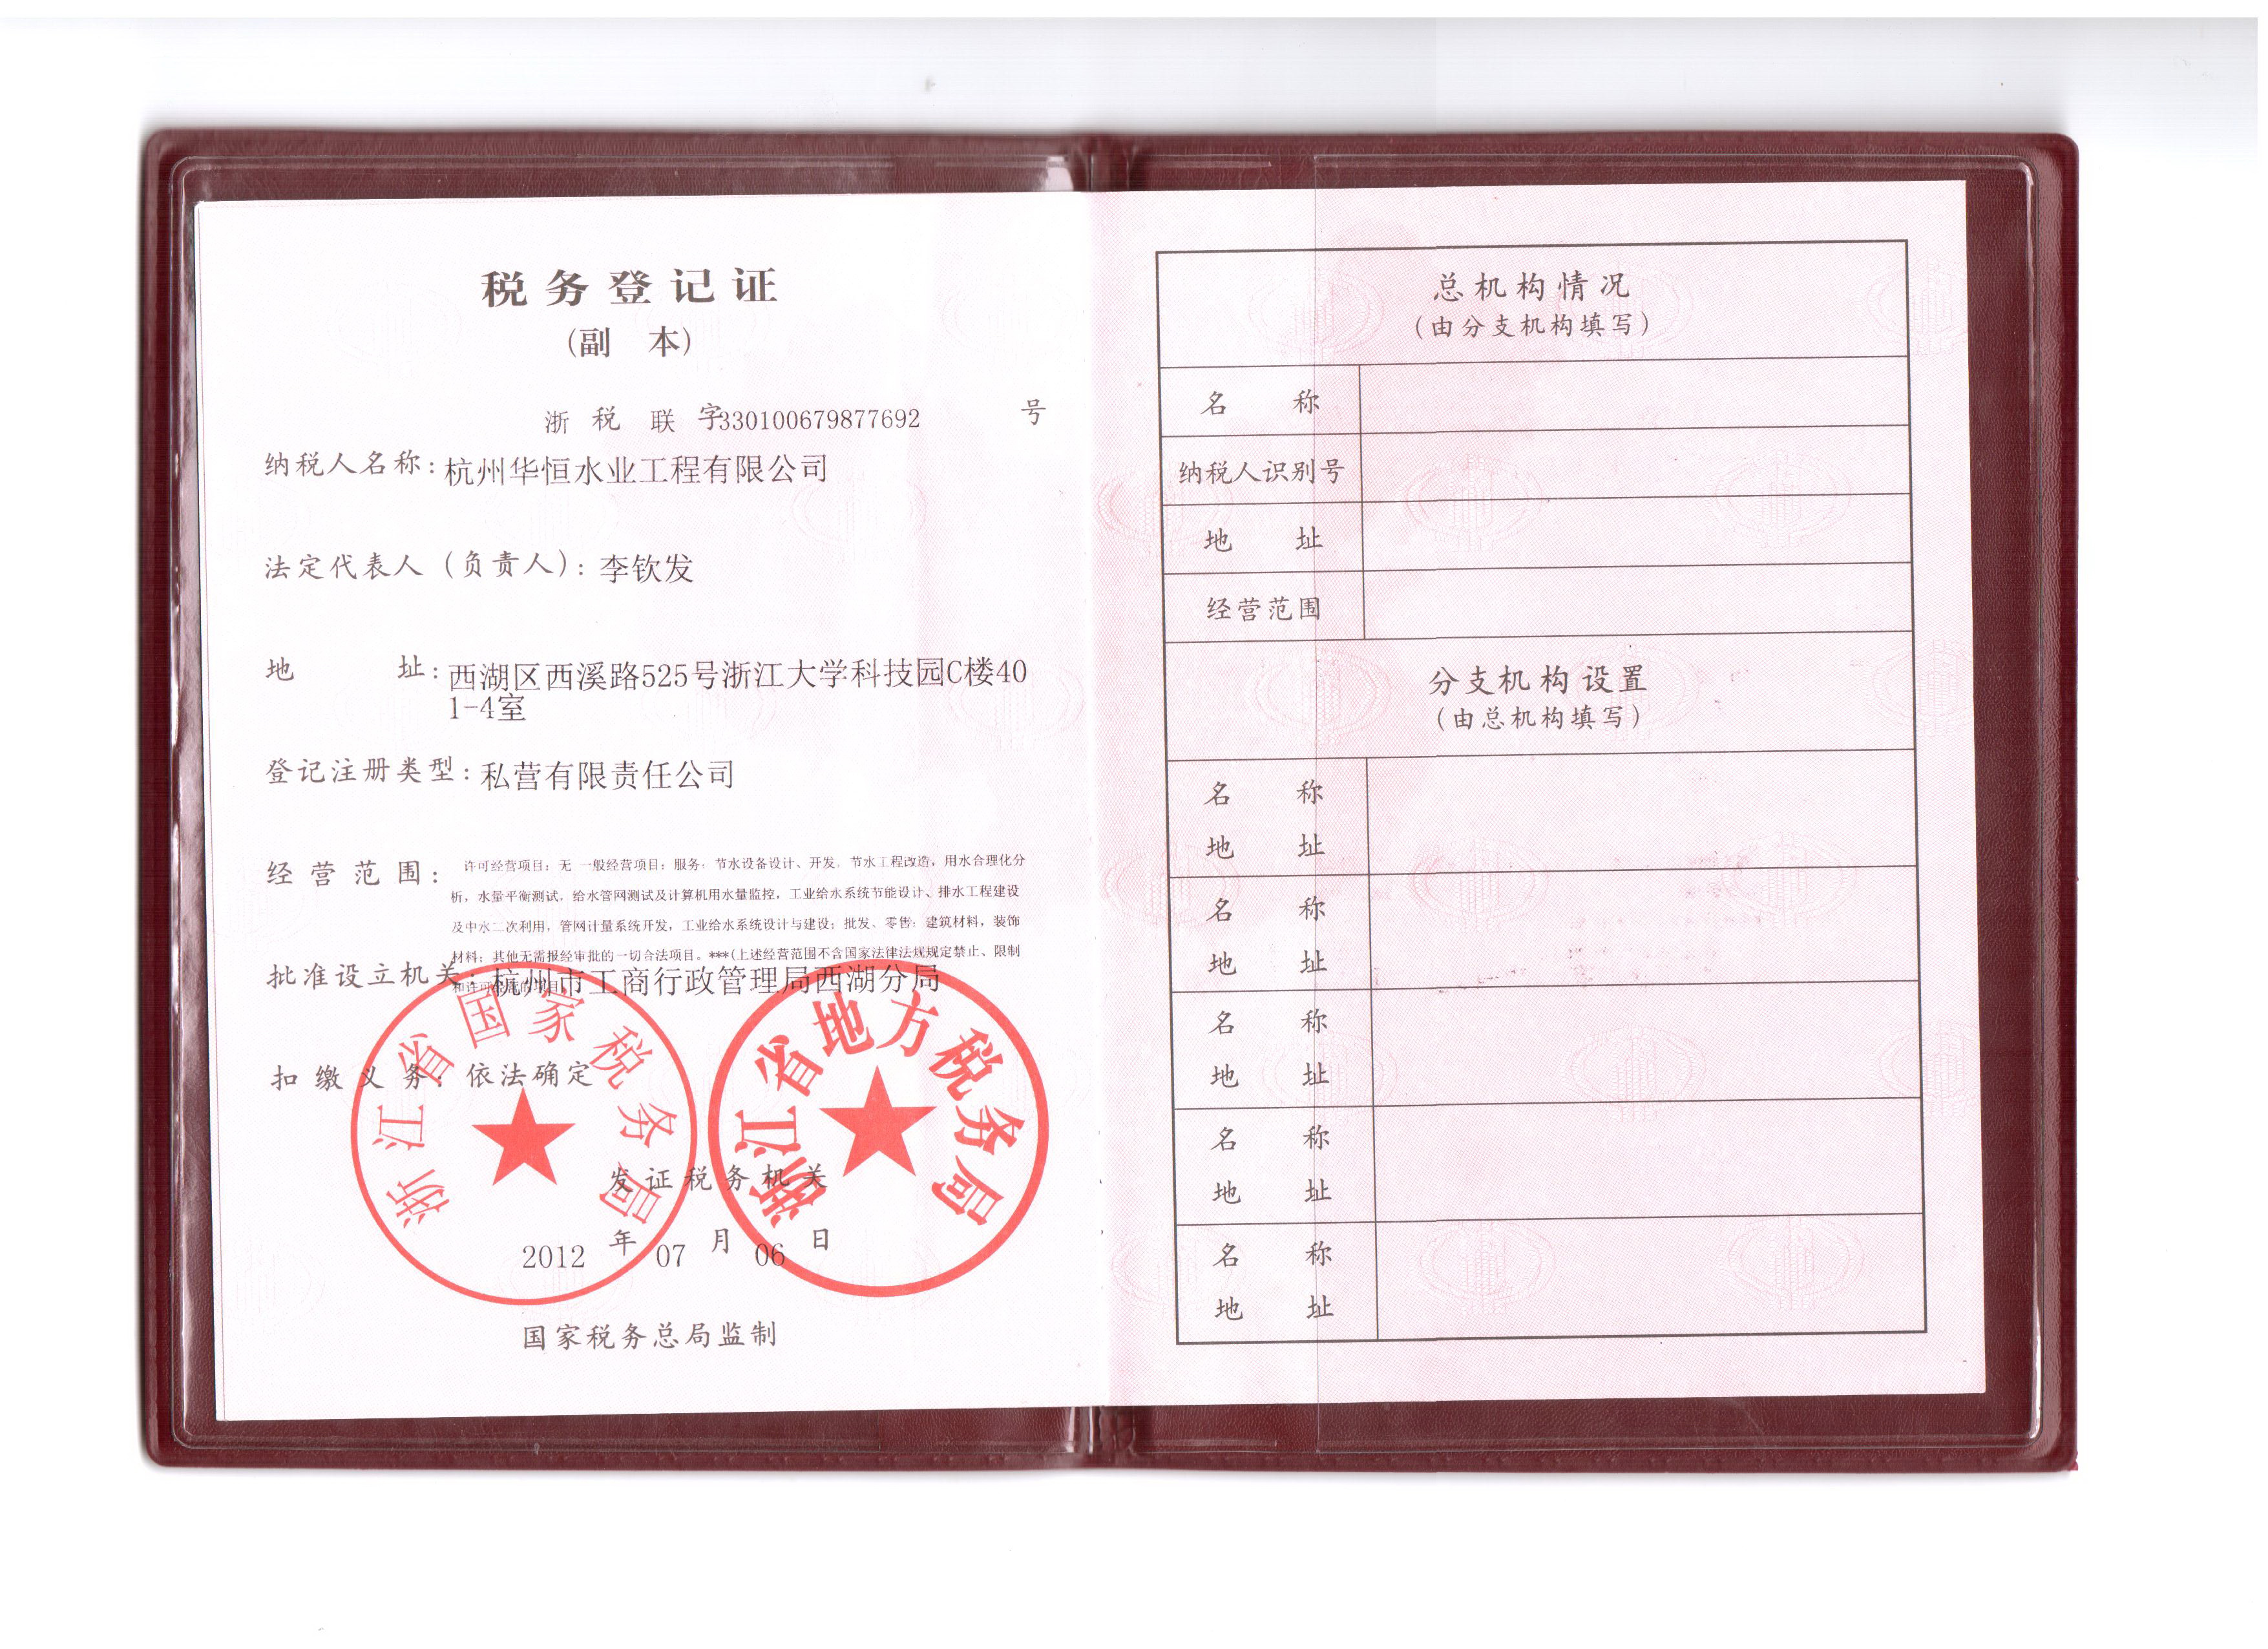 税务登记证
(副 本)
浙 税 联 字330100679877692 号
纳税人名称：杭州华恒水业工程有限公司
法定代表人（负责人）：李钦发
地 址：西湖区西溪路525号浙江大学科技园C楼40
1-4室
登记注册类型：私营有限责任公司
经营范围：许可经营项目：无 一般经营项目：服务：节水设备设计、开发，节水工程改造，用水合理化分
析，水量平衡测试，给水管网测试及计算机用水量监控，工业给水系统节能设计、排水工程建设
及中水二次利用，管网计量系统开发，工业给水系统设计与建设；批发、零售：建筑材料，装饰
材料；其他无需报经审批的一切合法项目。***(上述经营范围不含国家法律法规规定禁止、限制
和许可
批准设立机关：杭州市工商行政管理局西湖分局
扣缴义务：依法确定
浙江省国家税务局
浙江省地方税务局
发证税务机关
2012 年 07 月 06 日
国家税务总局监制
总机构情况
(由分支机构填写)
名 称
纳税人识别号
地 址
经营范围
分支机构设置
(由总机构填写)
名 称
地 址
名 称
地 址
名 称
地 址
名 称
地 址
名 称
地 址